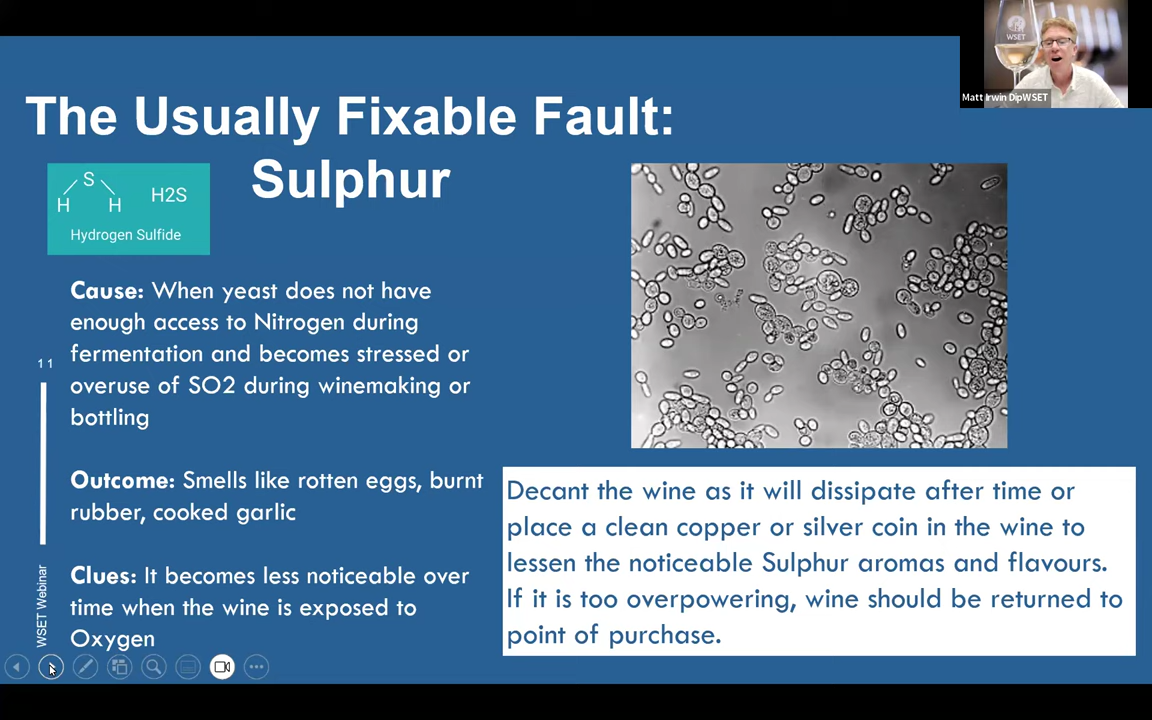 WSET
Matt Irwin DipWSET
The Usually Fixable Fault:
Sulphur
S
H H H2S
Hydrogen Sulfide
Cause: When yeast does not have
enough access to Nitrogen during
fermentation and becomes stressed or
overuse of SO2 during winemaking or
bottling
Outcome: Smells like rotten eggs, burnt
rubber, cooked garlic
Clues: It becomes less noticeable over
time when the wine is exposed to
Oxygen
11
WSET Webinar
Decant the wine as it will dissipate after time or
place a clean copper or silver coin in the wine to
lessen the noticeable Sulphur aromas and flavours.
If it is too overpowering, wine should be returned to
point of purchase.